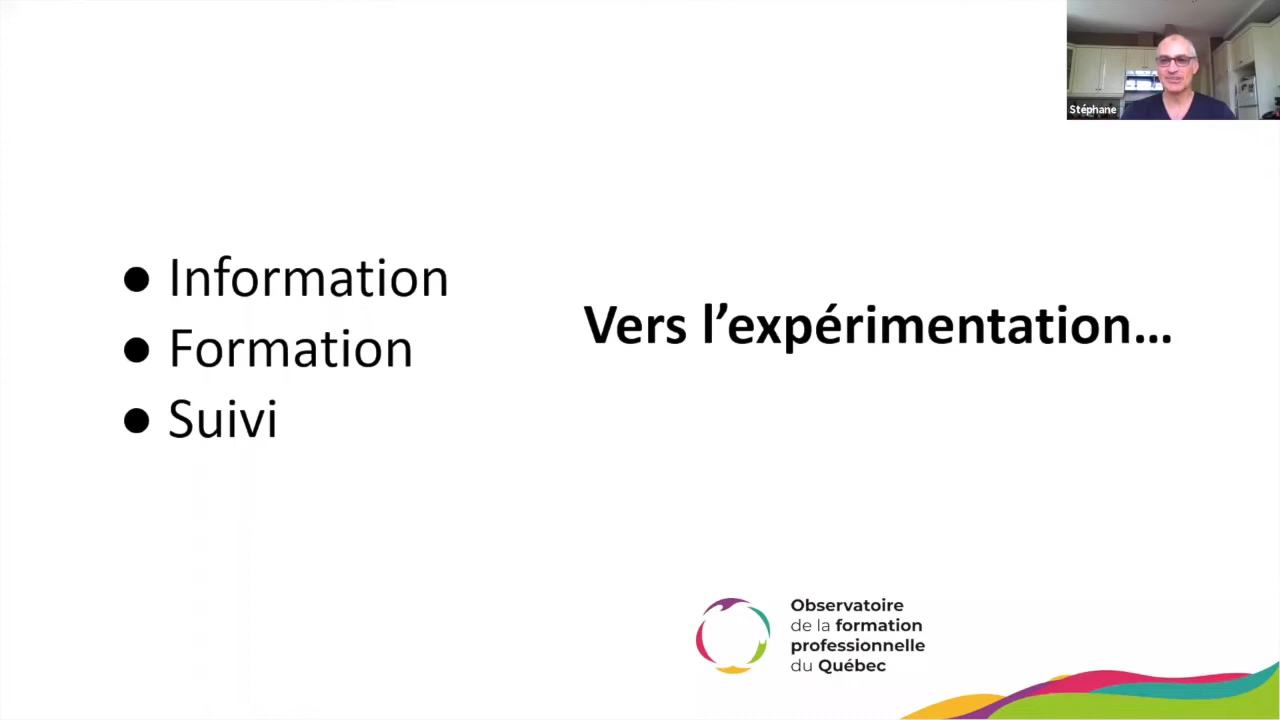 Stéphane
● Information
● Formation
● Suivi
Vers l’expérimentation...
Observatoire
de la formation
professionnelle
du Québec